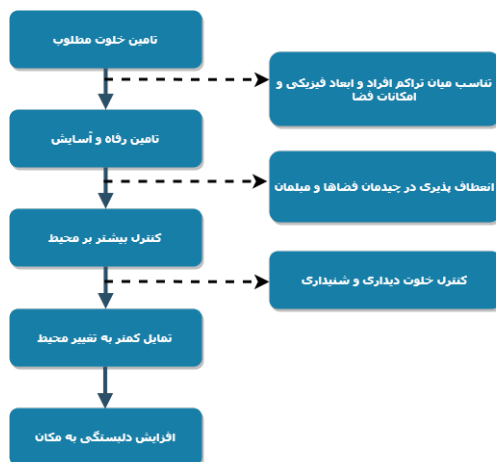 تامین خلوت مطلوب
تناسب میان تراکم افراد و ابعاد فیزیکی و
امکانات فضا
تامین رفاه و آسایش
انعطاف پذیری در چیدمان فضاها و مبلمان
کنترل بیشتر بر محیط
کنترل خلوت دیداری و شنیداری
تمایل کمتر به تغییر محیط
افزایش دلبستگی به مکان